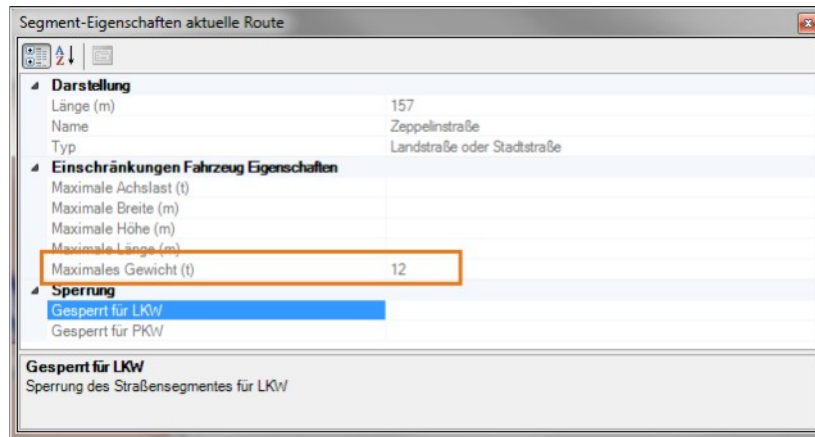 Segment-Eigenschaften aktuelle Route
Darstellung
Länge (m) 157
Name Zeppelinstraße
Typ Landstraße oder Stadtstraße
Einschränkungen Fahrzeug Eigenschaften
Maximale Achslast (t)
Maximale Breite (m)
Maximale Höhe (m)
Maximale Länge (m)
Maximales Gewicht (t) 12
Sperrung
Gesperrt für LKW
Gesperrt für PKW
Gesperrt für LKW
Sperrung des Straßensegmentes für LKW